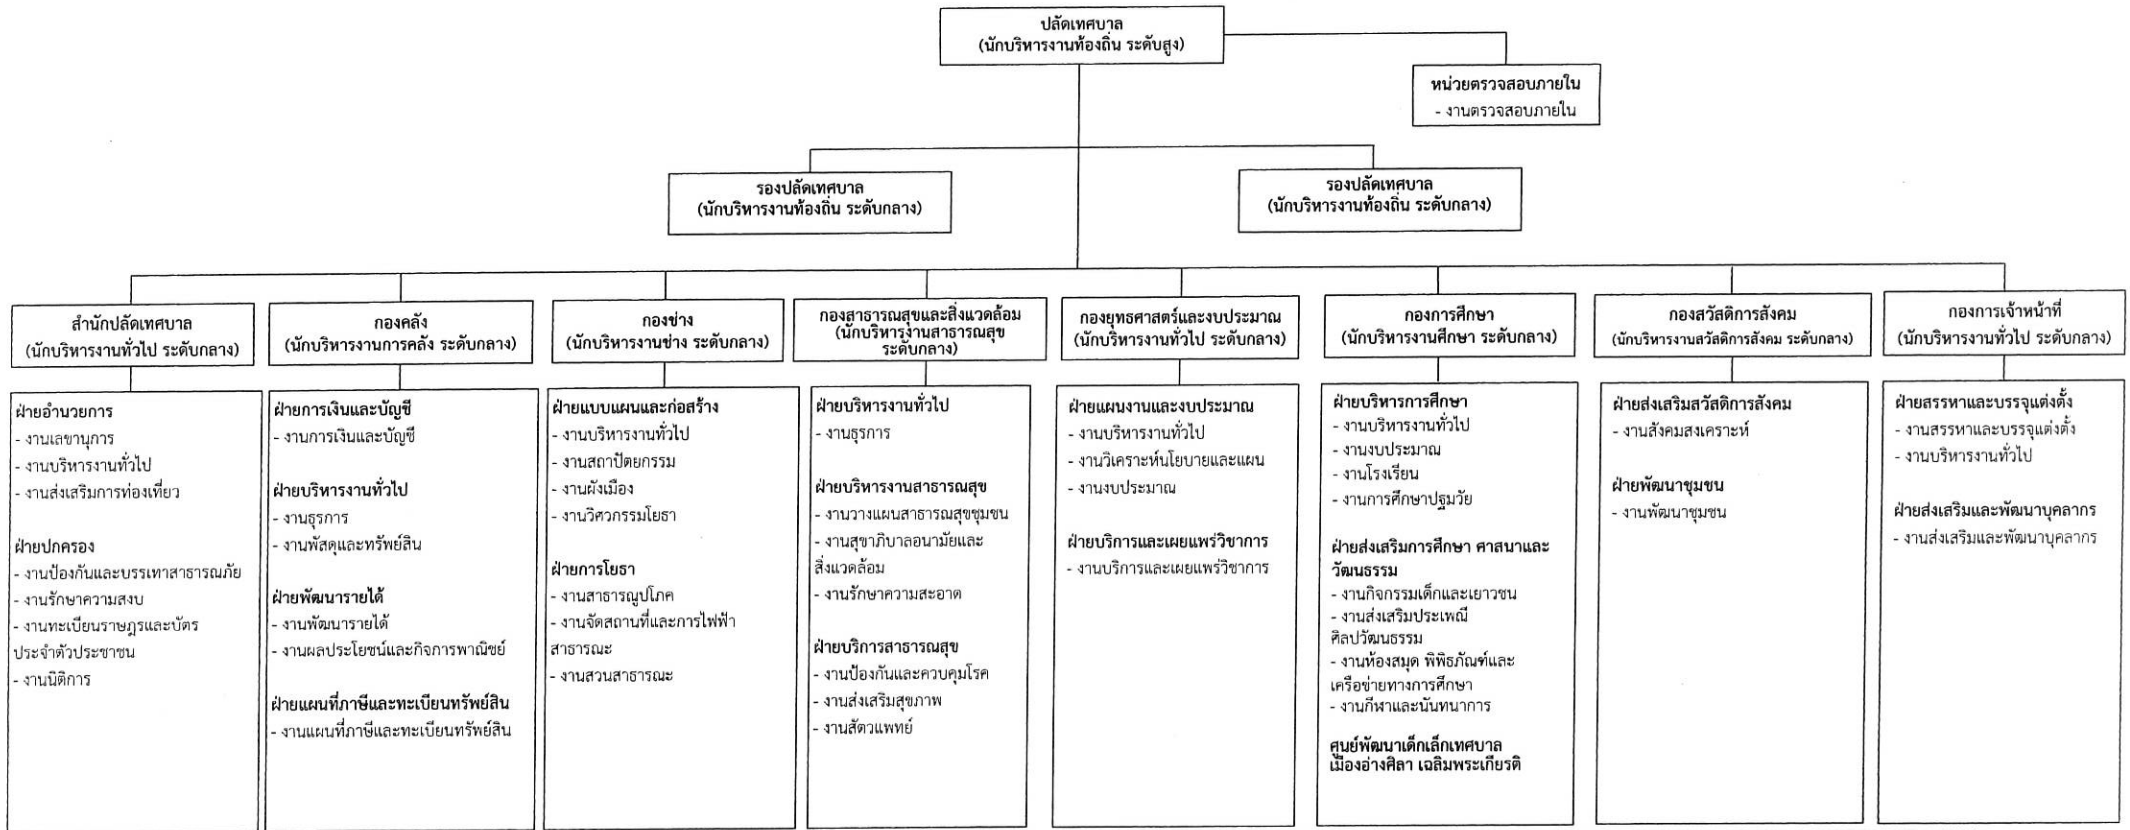 ปลัดเทศบาล
(นักบริหารงานท้องถิ่น ระดับสูง)
หน่วยตรวจสอบภายใน
- งานตรวจสอบภายใน
รองปลัดเทศบาล
(นักบริหารงานท้องถิ่น ระดับกลาง)
รองปลัดเทศบาล
(นักบริหารงานท้องถิ่น ระดับกลาง)
สำนักปลัดเทศบาล
(นักบริหารงานทั่วไป ระดับกลาง)
ฝ่ายอำนวยการ
- งานเลขานุการ
- งานบริหารงานทั่วไป
- งานส่งเสริมการท่องเที่ยว
ฝ่ายปกครอง
- งานป้องกันและบรรเทาสาธารณภัย
- งานรักษาความสงบ
- งานทะเบียนราษฎรและบัตร
ประจำตัวประชาชน
- งานนิติการ
กองคลัง
(นักบริหารงานการคลัง ระดับกลาง)
ฝ่ายการเงินและบัญชี
- งานการเงินและบัญชี
ฝ่ายบริหารงานทั่วไป
- งานธุรการ
- งานพัสดุและทรัพย์สิน
ฝ่ายพัฒนารายได้
- งานพัฒนารายได้
- งานผลประโยชน์และกิจการพาณิชย์
ฝ่ายแผนที่ภาษีและทะเบียนทรัพย์สิน
- งานแผนที่ภาษีและทะเบียนทรัพย์สิน
กองช่าง
(นักบริหารงานช่าง ระดับกลาง)
ฝ่ายแบบแผนและก่อสร้าง
- งานบริหารงานทั่วไป
- งานสถาปัตยกรรม
- งานผังเมือง
- งานวิศวกรรมโยธา
ฝ่ายการโยธา
- งานสาธารณูปโภค
- งานจัดสถานที่และการไฟฟ้า
สาธารณะ
- งานสวนสาธารณะ
กองสาธารณสุขและสิ่งแวดล้อม
(นักบริหารงานสาธารณสุข
ระดับกลาง)
ฝ่ายบริหารงานทั่วไป
- งานธุรการ
ฝ่ายบริหารงานสาธารณสุข
- งานวางแผนสาธารณสุขชุมชน
- งานสุขาภิบาลอนามัยและ
สิ่งแวดล้อม
- งานรักษาความสะอาด
ฝ่ายบริการสาธารณสุข
- งานป้องกันและควบคุมโรค
- งานส่งเสริมสุขภาพ
- งานสัตวแพทย์
กองยุทธศาสตร์และงบประมาณ
(นักบริหารงานทั่วไป ระดับกลาง)
ฝ่ายแผนงานและงบประมาณ
- งานบริหารงานทั่วไป
- งานวิเคราะห์นโยบายและแผน
- งานงบประมาณ
ฝ่ายบริการและเผยแพร่วิชาการ
- งานบริการและเผยแพร่วิชาการ
กองการศึกษา
(นักบริหารงานศึกษา ระดับกลาง)
ฝ่ายบริหารการศึกษา
- งานบริหารงานทั่วไป
- งานงบประมาณ
- งานโรงเรียน
- งานการศึกษาปฐมวัย
ฝ่ายส่งเสริมการศึกษา ศาสนาและ
วัฒนธรรม
- งานกิจกรรมเด็กและเยาวชน
- งานส่งเสริมประเพณี
ศิลปวัฒนธรรม
- งานห้องสมุด พิพิธภัณฑ์และ
เครือข่ายทางการศึกษา
- งานกีฬาและนันทนาการ
ศูนย์พัฒนาเด็กเล็กเทศบาล
เมืองอ่างศิลา เฉลิมพระเกียรติ
กองสวัสดิการสังคม
(นักบริหารงานสวัสดิการสังคม ระดับกลาง)
ฝ่ายส่งเสริมสวัสดิการสังคม
- งานสังคมสงเคราะห์
ฝ่ายพัฒนาชุมชน
- งานพัฒนาชุมชน
กองการเจ้าหน้าที่
(นักบริหารงานทั่วไป ระดับกลาง)
ฝ่ายสรรหาและบรรจุแต่งตั้ง
- งานสรรหาและบรรจุแต่งตั้ง
- งานบริหารงานทั่วไป
ฝ่ายส่งเสริมและพัฒนาบุคลากร
- งานส่งเสริมและพัฒนาบุคลากร